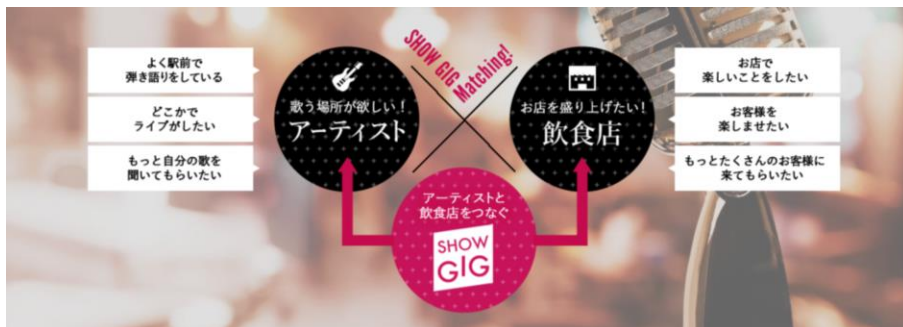 よく駅前で
弾き語りをしている
どこかで
ライブがしたい
もっと自分の歌を
聞いてもらいたい
歌う場所が欲しい！
アーティスト
SHOW GIG
Matching!
お店を盛り上げたい！
飲食店
お店で
楽しいことをしたい
お客様を
楽しませたい
もっとたくさんのお客様に
来てもらいたい
アーティストと
飲食店をつなぐ
SHOW
GIG